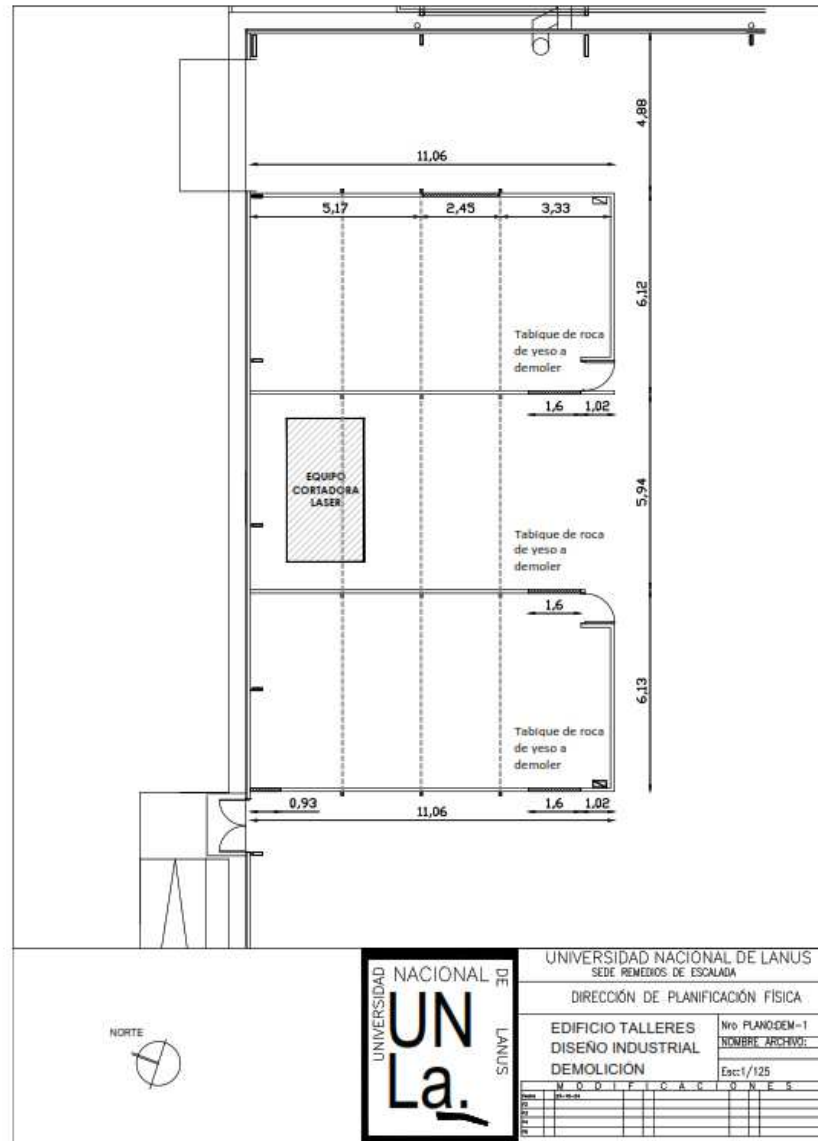 4,88
11,06
5,17
2,45
3,33
6,12
Tabique de roca
de yeso a
demoler
1,6
1,02
EQUIPO
CORTADORA
LASER
5,94
Tabique de roca
de yeso a
demoler
1,6
6,13
Tabique de roca
de yeso a
demoler
0,93
11,06
1,6
1,02
NORTE
UNIVERSIDAD
NACIONAL
DE
LANUS
UN
La.
UNIVERSIDAD NACIONAL DE LANUS
SEDE REMEDIOS DE ESCALADA
DIRECCIÓN DE PLANIFICACIÓN FÍSICA
EDIFICIO TALLERES
DISEÑO INDUSTRIAL
DEMOLICIÓN
Nro PLANO:DEM-1
NOMBRE ARCHIVO:
Esc:1/125
MODIFICACIONES